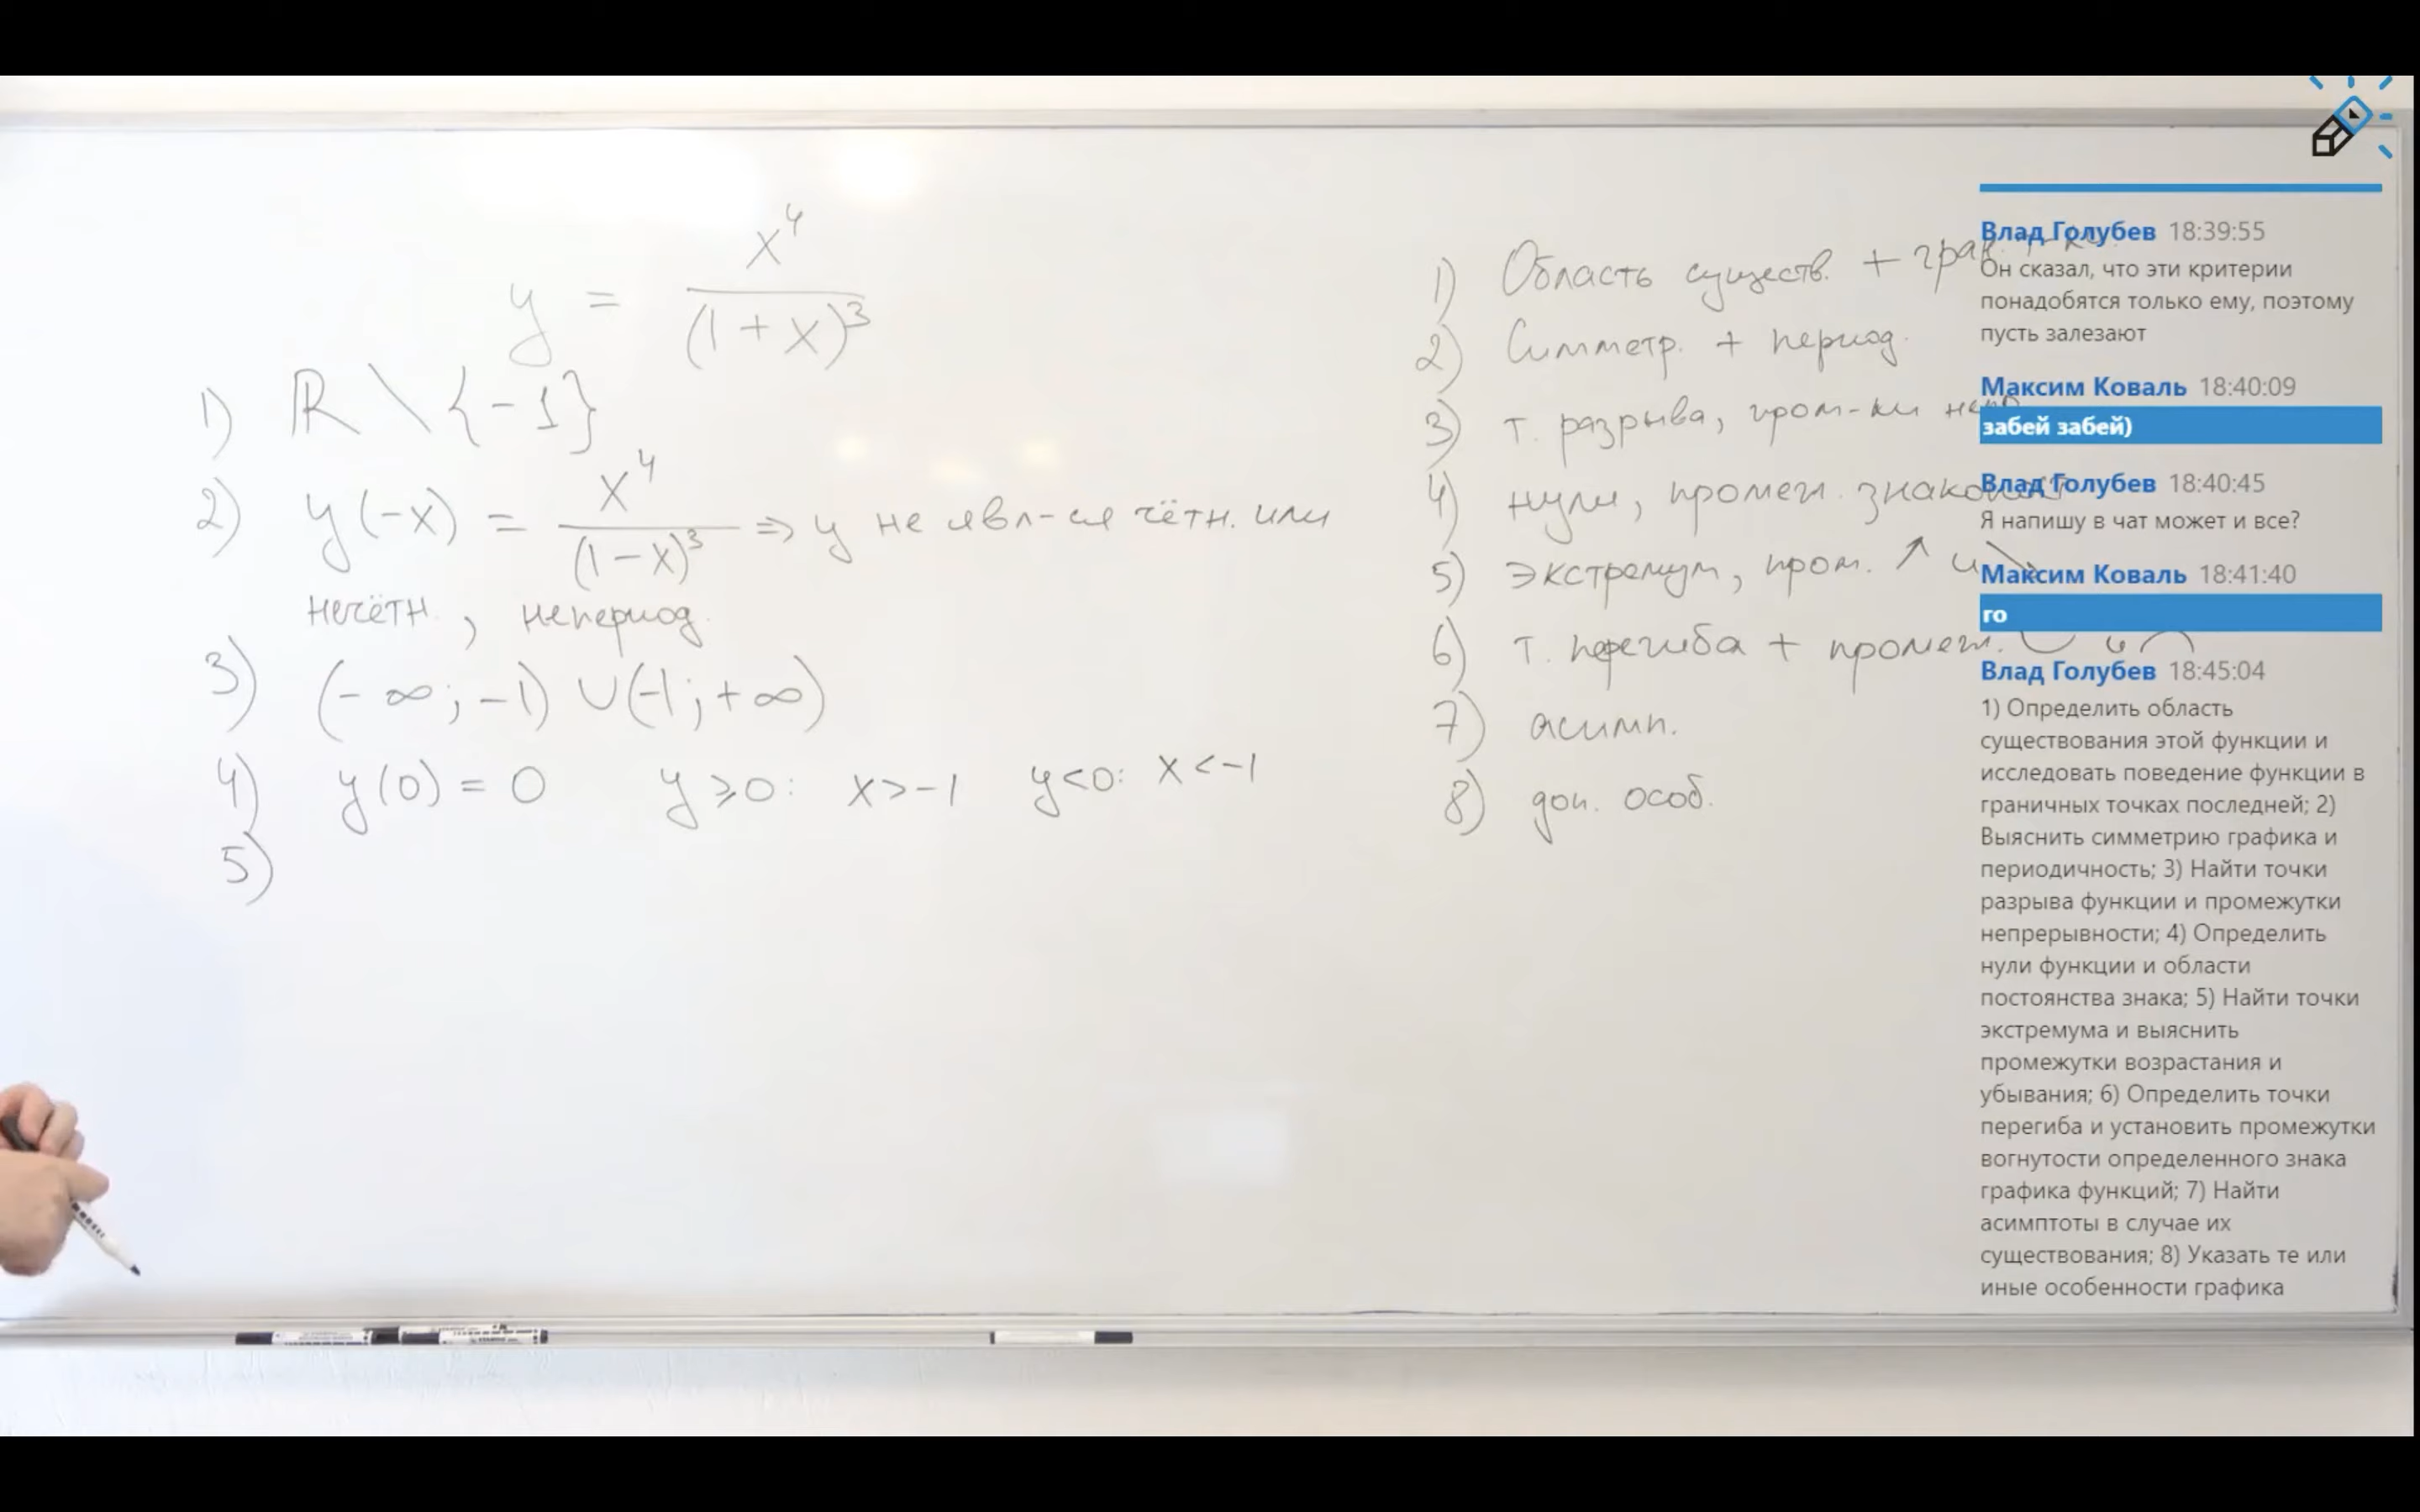 y = x⁴ / (1 + x)³
1) ℝ \ {-1}
2) y(-x) = x⁴ / (1 - x)³ ⇒ y не явл-ся чётн. или
нечётн., непериод.
3) (-∞; -1) ∪ (-1; +∞)
4) y(0) = 0 y ⩾ 0: x > -1 y < 0: x < -1
5)
1) Область существ. + гран.
2) Симметр. + период.
3) т. разрыва, пром-ки
4) нули, промеж.
5) экстремум, пром. ↗ и ↘
6) т. перегиба + промеж. ◡ и ◠
7) асимп.
8) доп. особ.
Влад Голубев 18:39:55
Он сказал, что эти критерии
понадобятся только ему, поэтому
пусть залезают
Максим Коваль 18:40:09
забей забей)
Влад Голубев 18:40:45
Я напишу в чат может и все?
Максим Коваль 18:41:40
го
Влад Голубев 18:45:04
1) Определить область
существования этой функции и
исследовать поведение функции в
граничных точках последней; 2)
Выяснить симметрию графика и
периодичность; 3) Найти точки
разрыва функции и промежутки
непрерывности; 4) Определить
нули функции и области
постоянства знака; 5) Найти точки
экстремума и выяснить
промежутки возрастания и
убывания; 6) Определить точки
перегиба и установить промежутки
вогнутости определенного знака
графика функций; 7) Найти
асимптоты в случае их
существования; 8) Указать те или
иные особенности графика